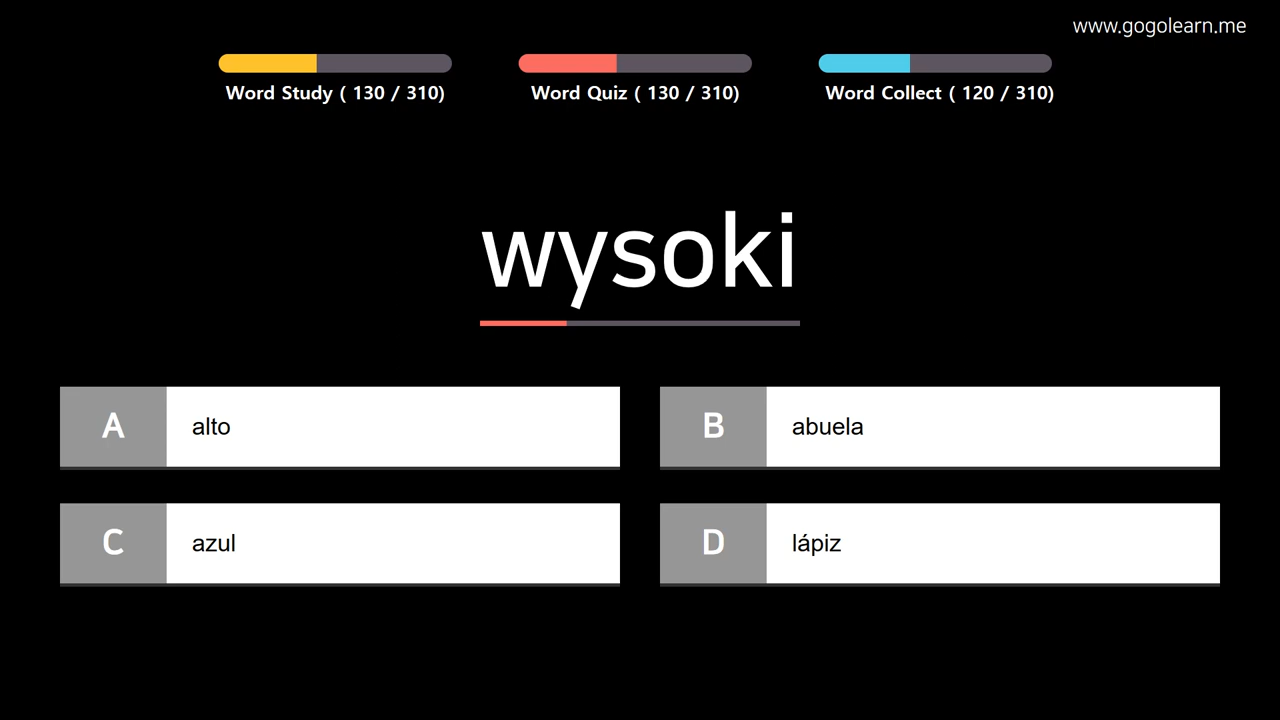 www.gogolearn.me
Word Study ( 130 / 310)
Word Quiz ( 130 / 310)
Word Collect ( 120 / 310)
wysoki
A alto
B abuela
C azul
D lápiz